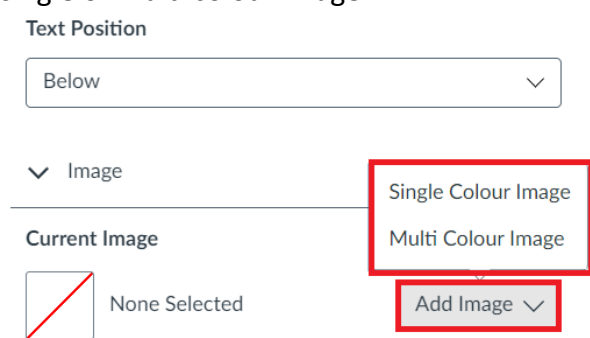 Text Position
Below
Image
Single Colour Image
Multi Colour Image
Current Image
None Selected
Add Image